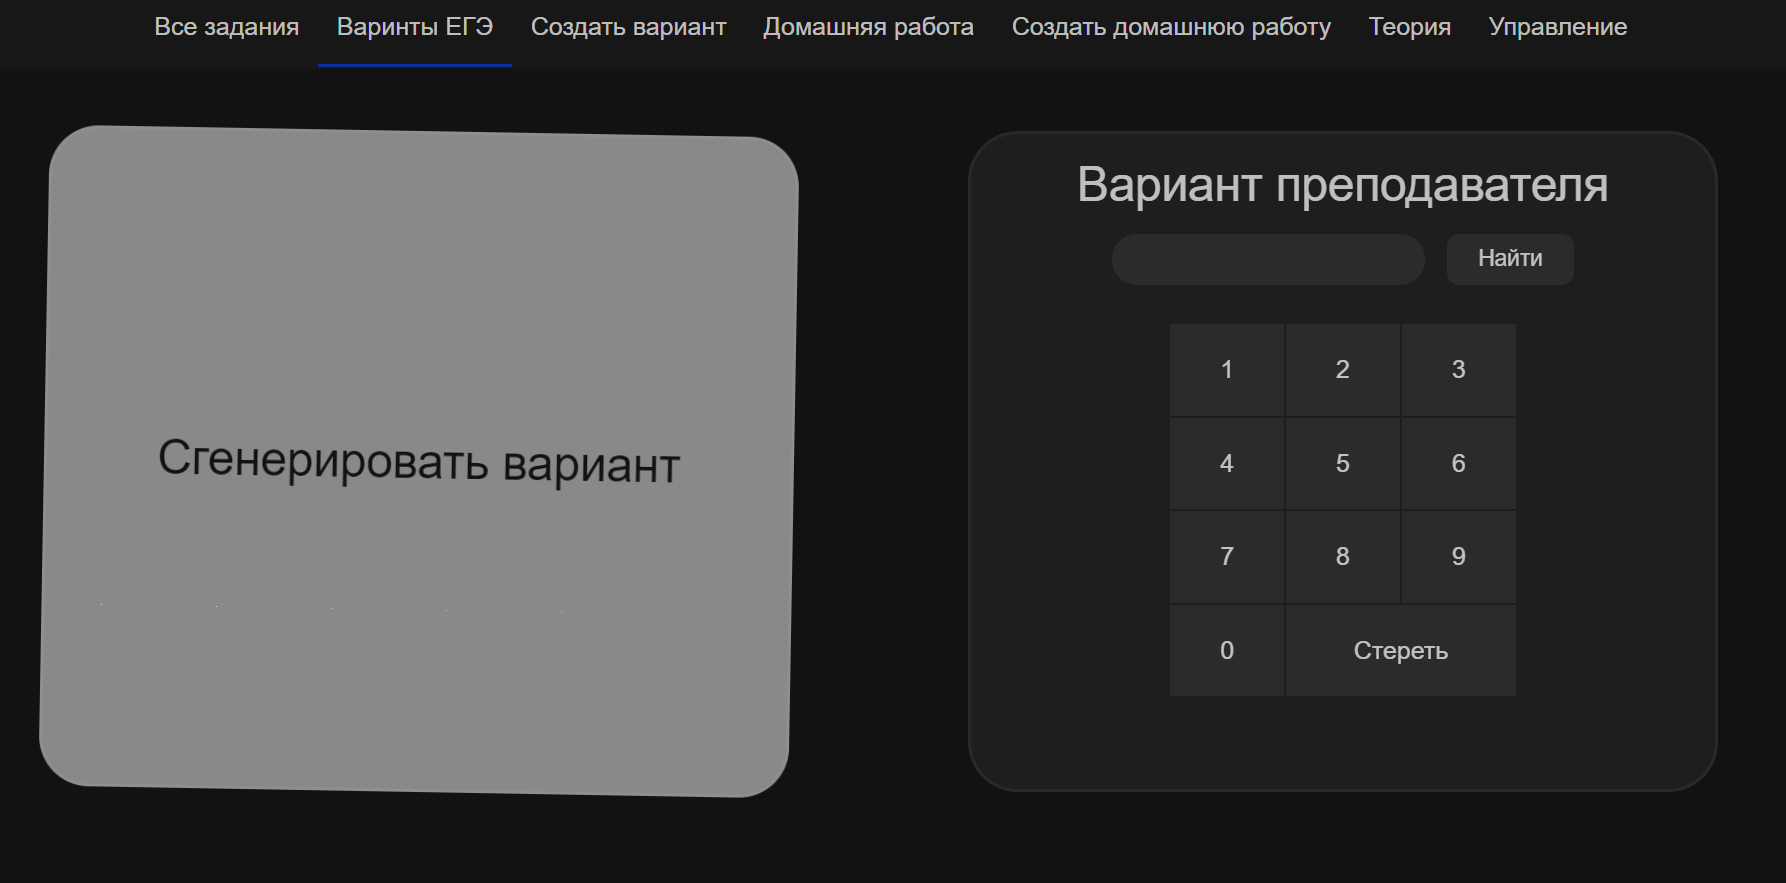 Все задания Варинты ЕГЭ Создать вариант Домашняя работа Создать домашнюю работу Теория Управление
Сгенерировать вариант
Вариант преподавателя
Найти
1 2 3
4 5 6
7 8 9
0 Стереть